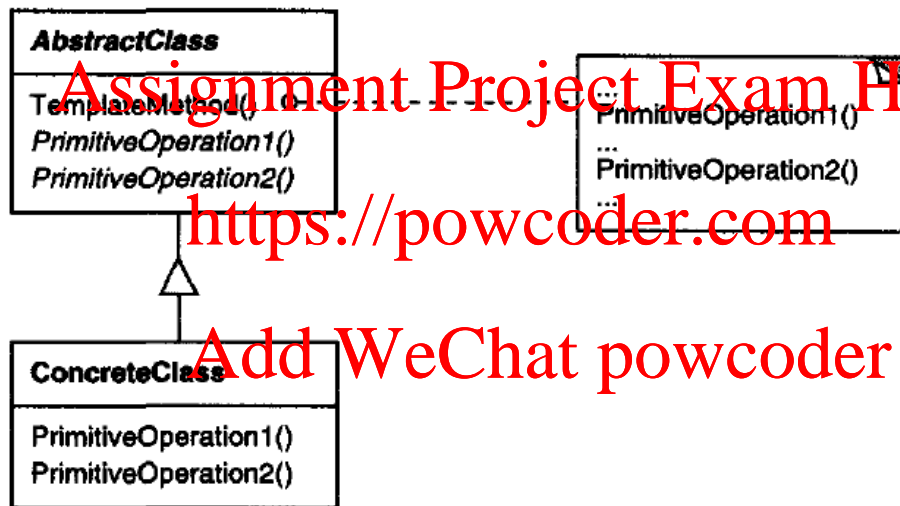 AbstractClass
Assignment Project Exam H
TemplateMethod()
PrimitiveOperation1()
PrimitiveOperation2()
...
PrimitiveOperation1()
...
PrimitiveOperation2()
...
https://powcoder.com
Add WeChat powcoder
ConcreteClass
PrimitiveOperation1()
PrimitiveOperation2()